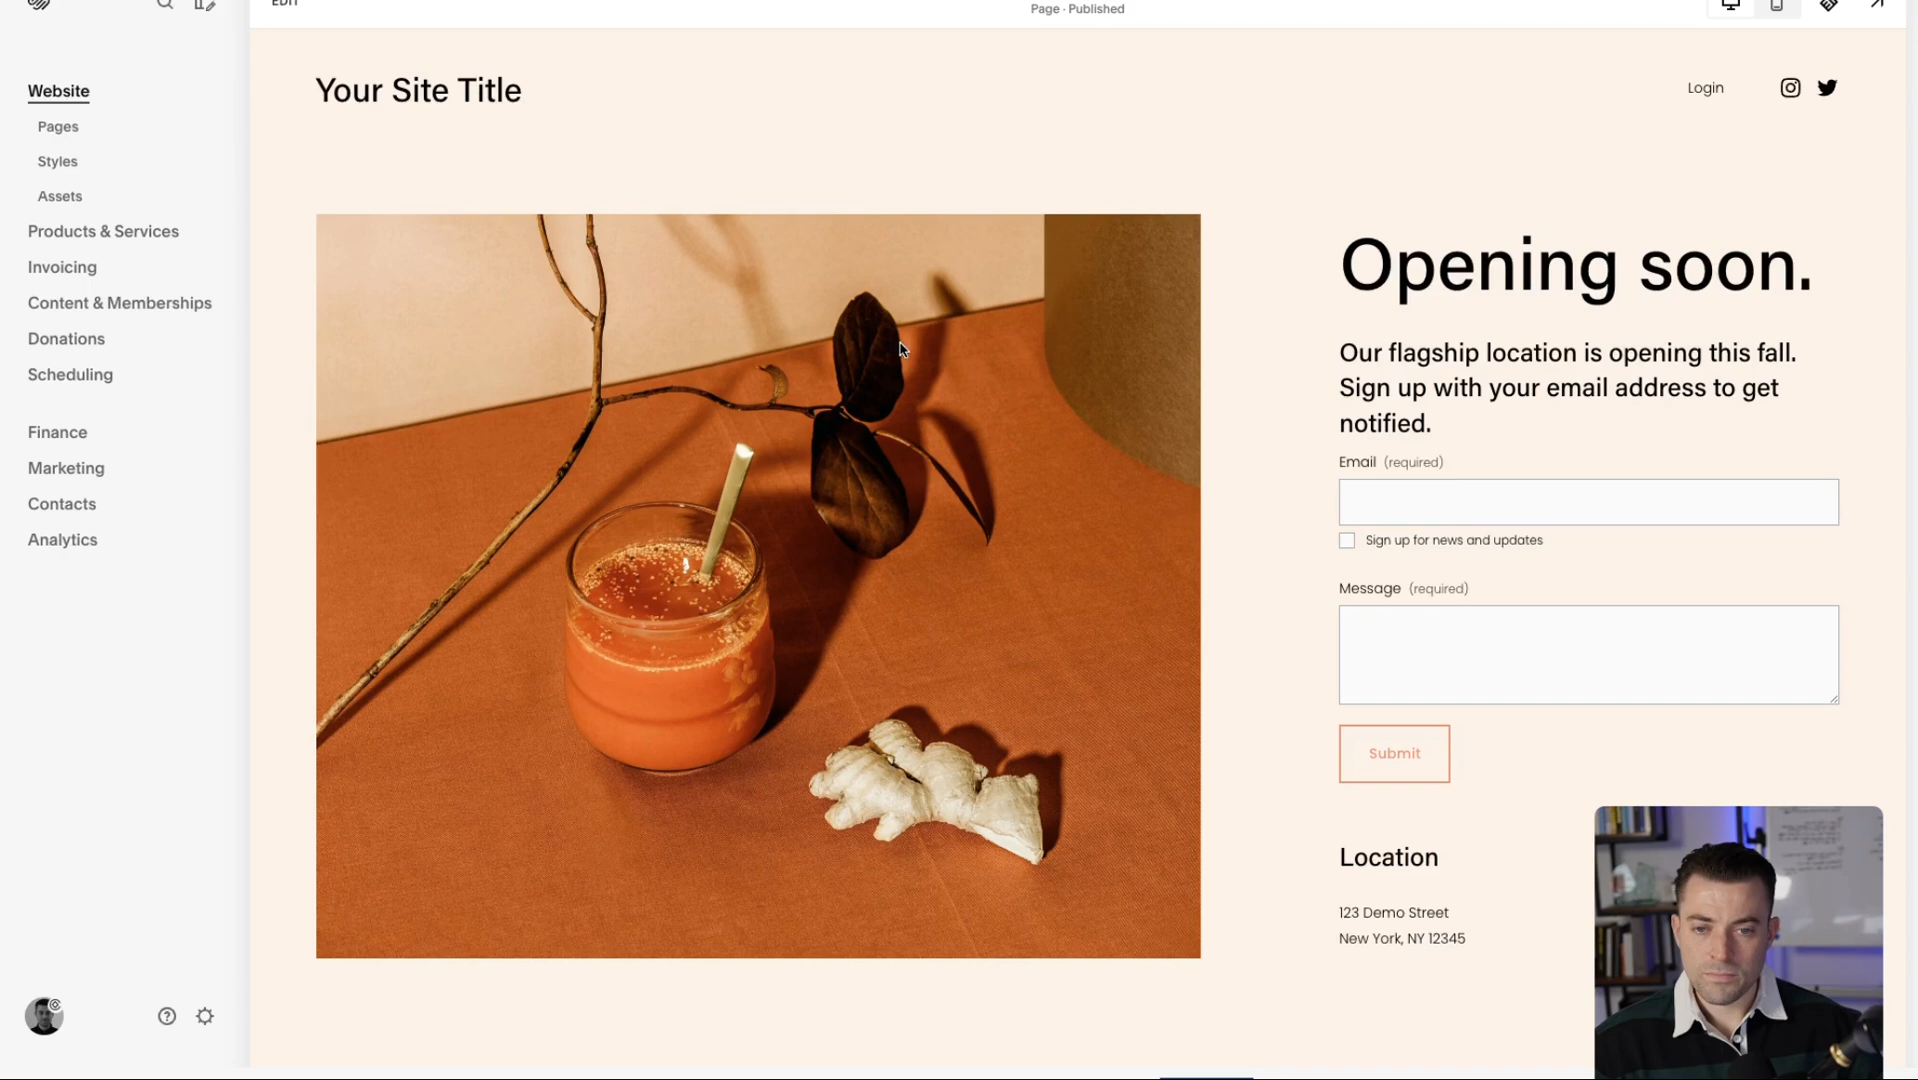 EDIT
Page · Published
Website
Pages
Styles
Assets
Products & Services
Invoicing
Content & Memberships
Donations
Scheduling
Finance
Marketing
Contacts
Analytics
Your Site Title
Login
Opening soon.
Our flagship location is opening this fall.
Sign up with your email address to get
notified.
Email (required)
Sign up for news and updates
Message (required)
Submit
Location
123 Demo Street
New York, NY 12345